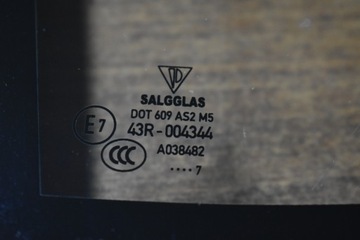 SALGGLAS
DOT 609 AS2 M5
E7
43R-004344
CCC
A038482
.... 7